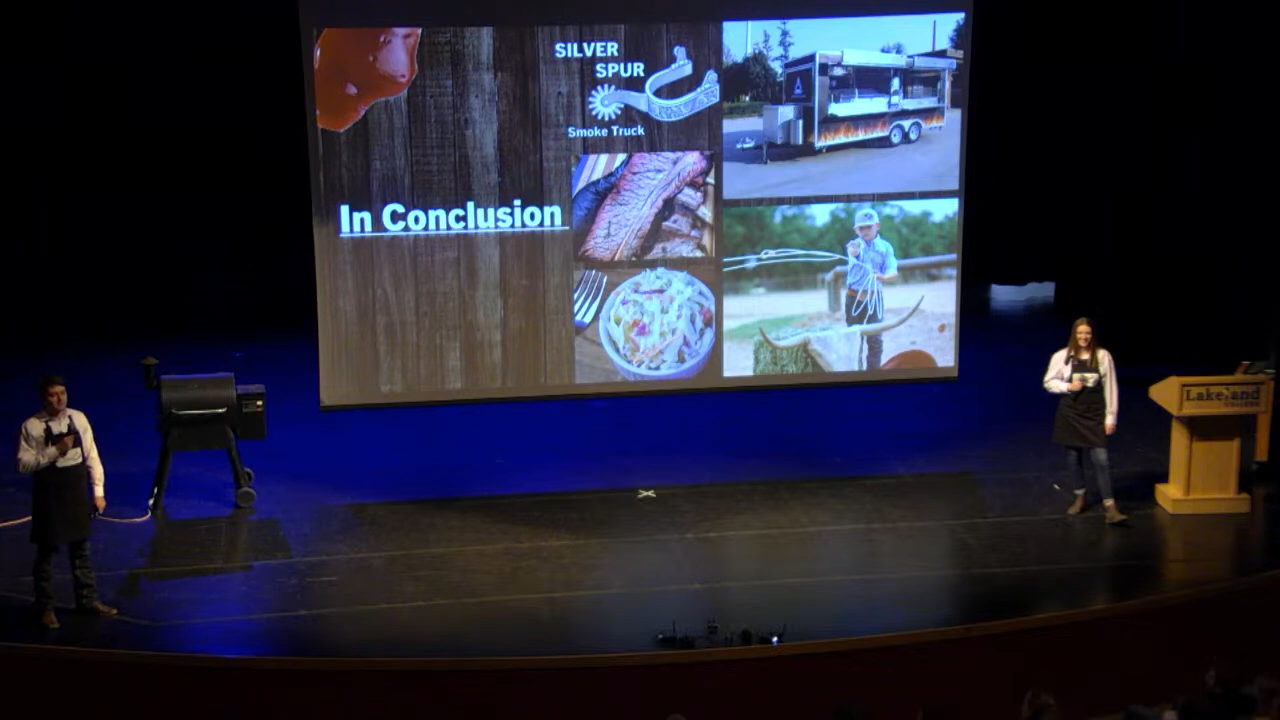 SILVER
SPUR
Smoke Truck
In Conclusion
Lakeland